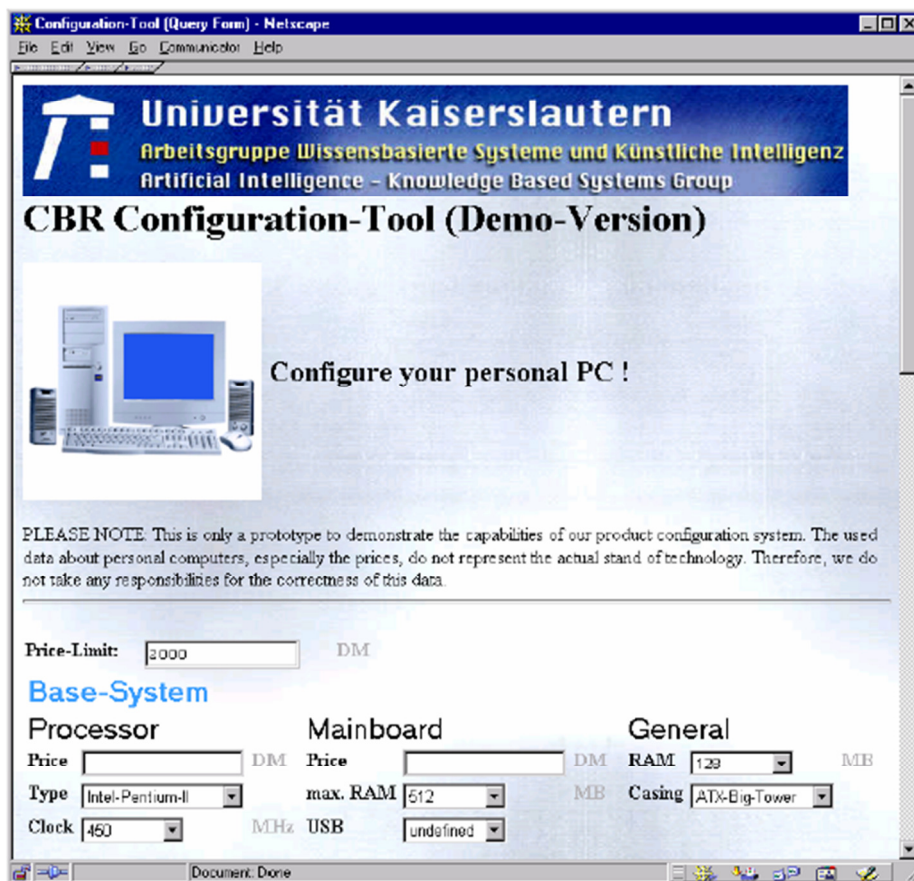 Configuration-Tool (Query Form) - Netscape
File Edit View Go Communicator Help
Universität Kaiserslautern
Arbeitsgruppe Wissensbasierte Systeme und Künstliche Intelligenz
Artificial Intelligence - Knowledge Based Systems Group
CBR Configuration-Tool (Demo-Version)
Configure your personal PC !
PLEASE NOTE: This is only a prototype to demonstrate the capabilities of our product configuration system. The used
data about personal computers, especially the prices, do not represent the actual stand of technology. Therefore, we do
not take any responsibilities for the correctness of this data.
Price-Limit: 2000 DM
Base-System
Processor Mainboard General
Price DM Price DM RAM 128 MB
Type Intel-Pentium-II max. RAM 512 MB Casing ATX-Big-Tower
Clock 450 MHz USB undefined
Document: Done